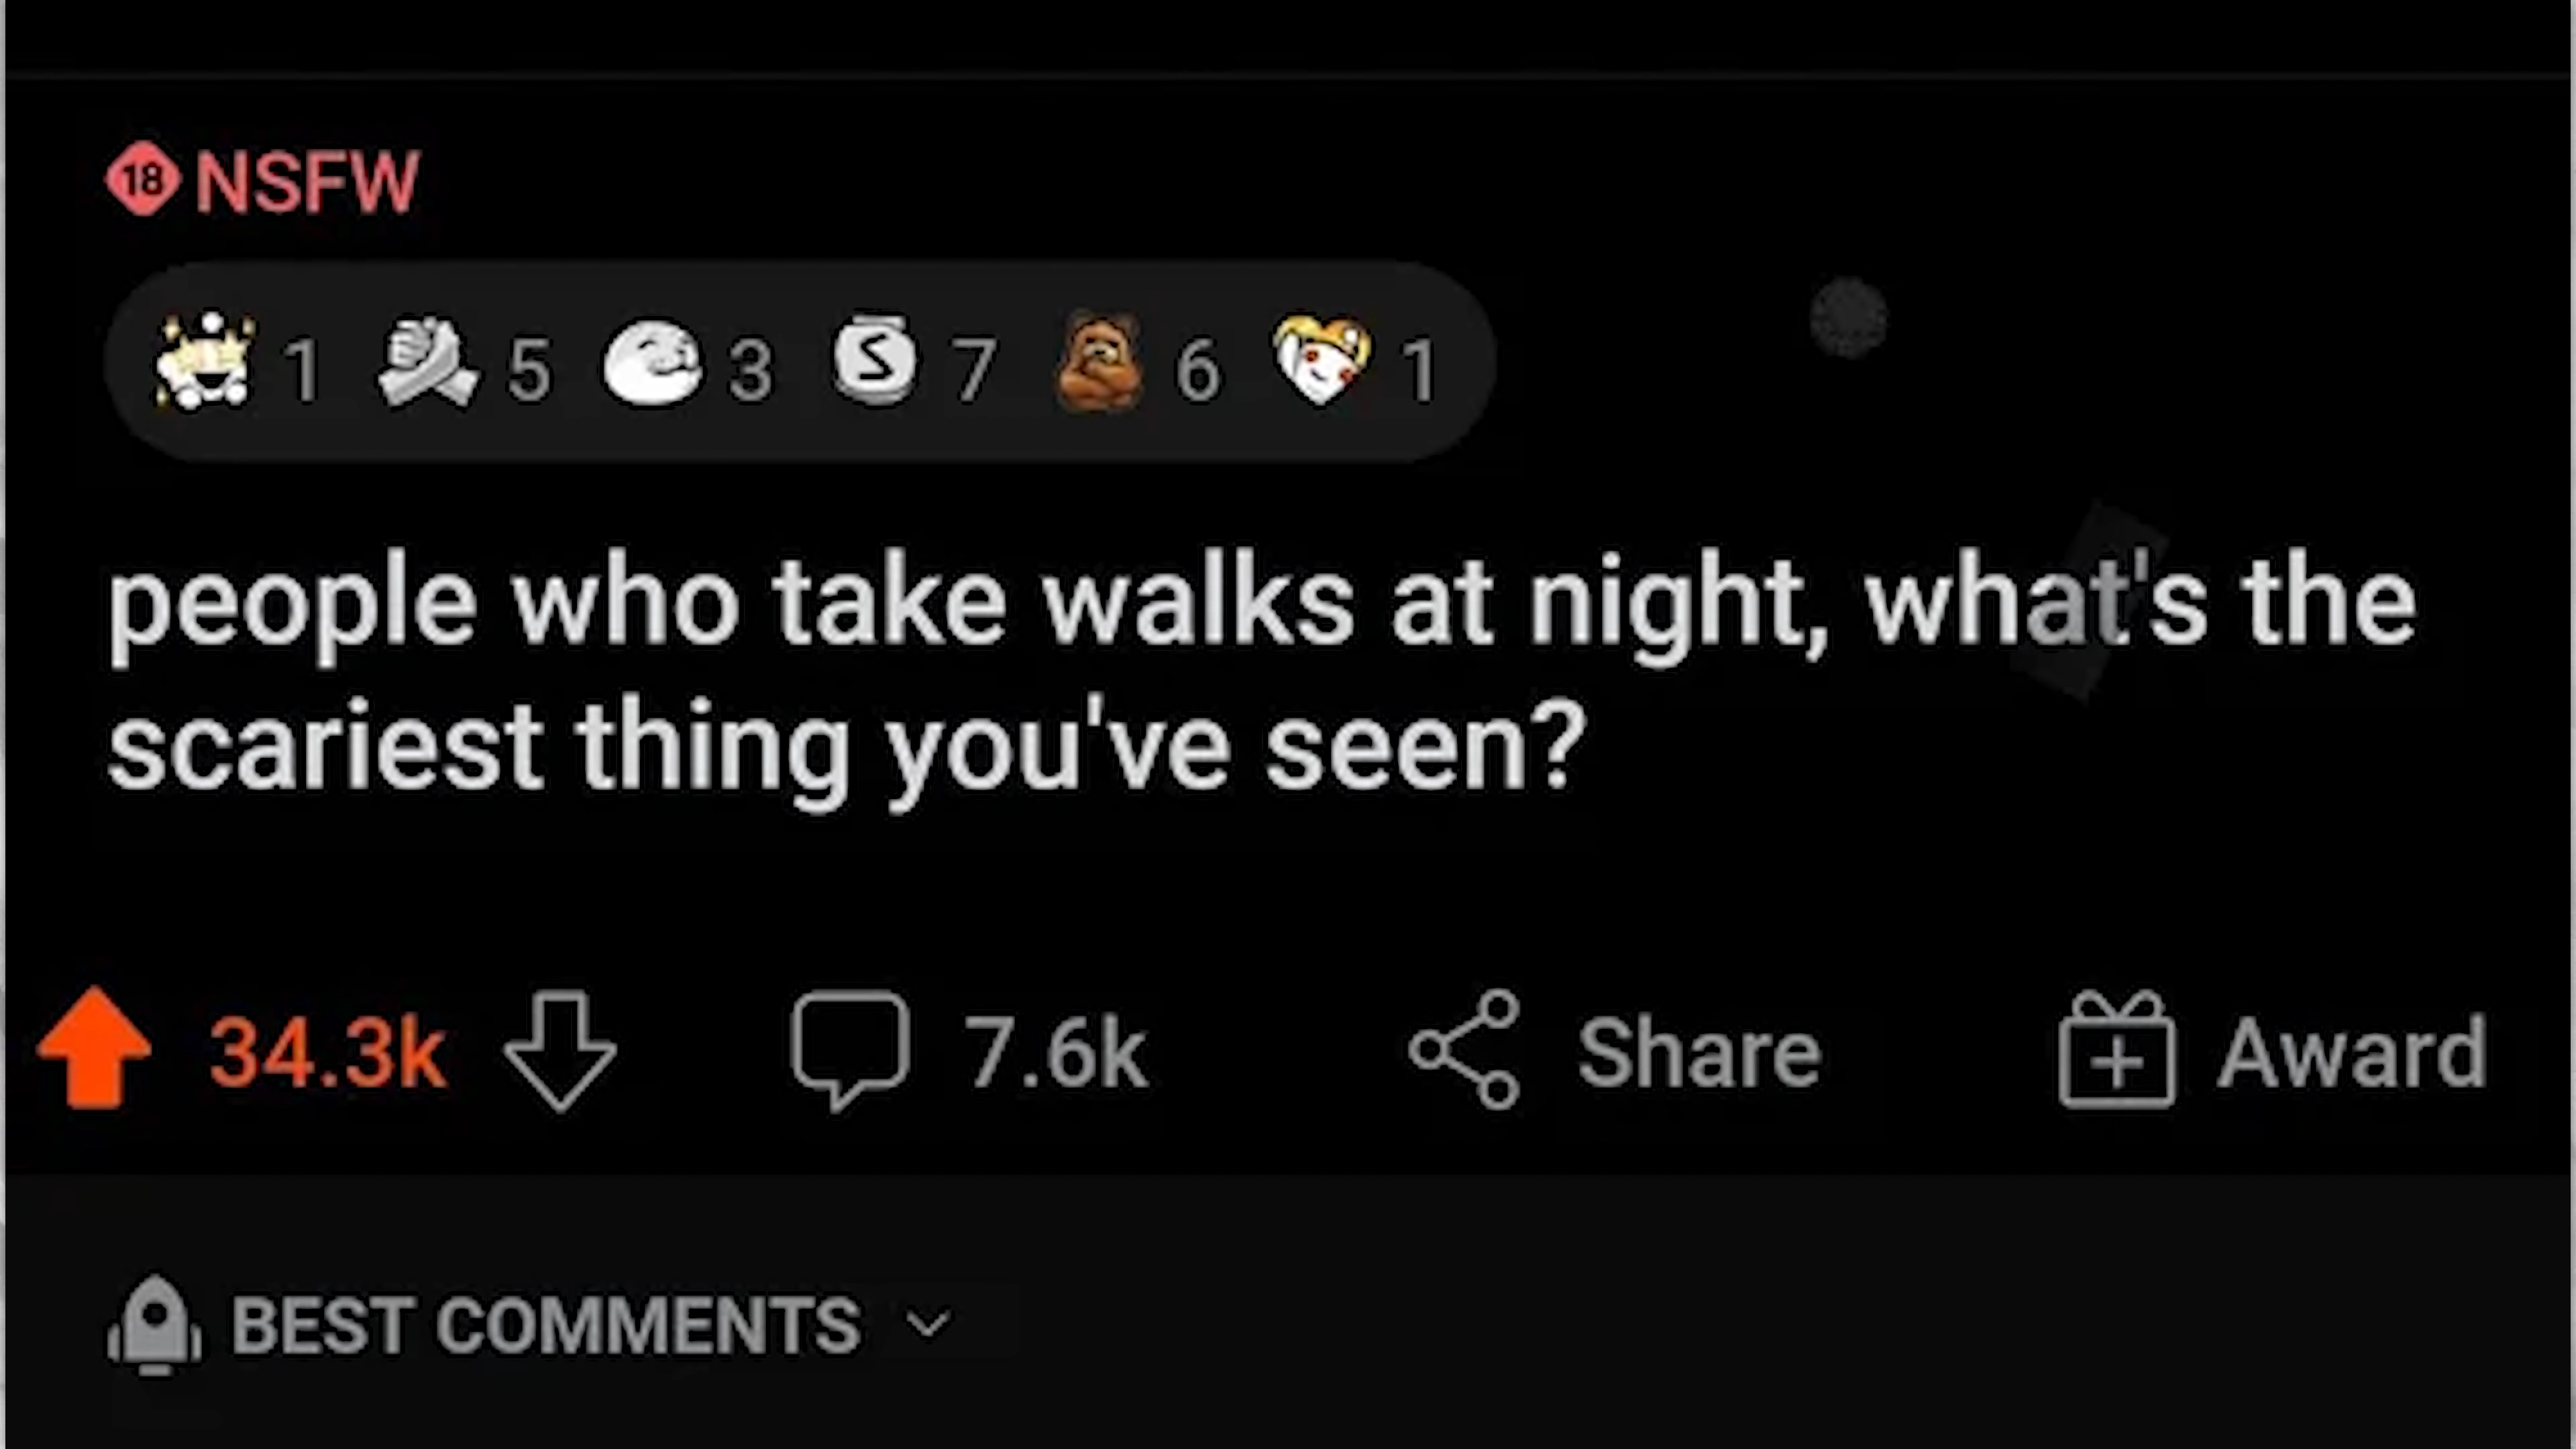 18 NSFW
1 5 3 S 7 6 1
people who take walks at night, what's the
scariest thing you've seen?
34.3k 7.6k Share Award
BEST COMMENTS